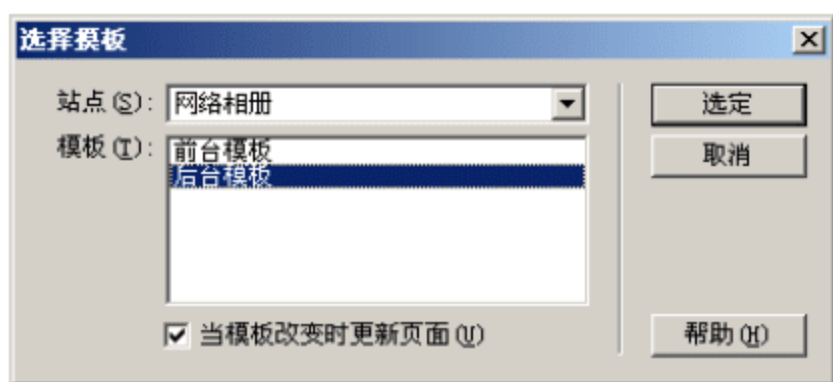 选择摸板
站点(S): 网络相册
模板(T): 前台模板
后台模板
当模板改变时更新页面(U)
选定
取消
帮助(H)